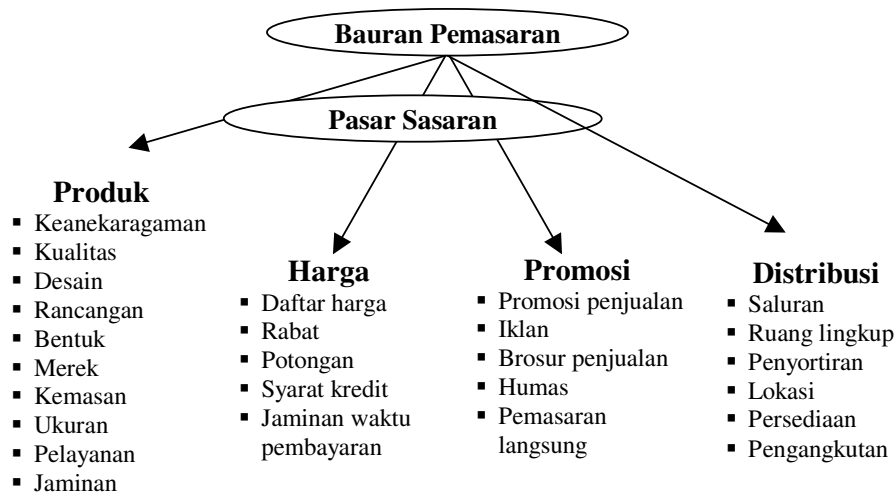 Bauran Pemasaran
Pasar Sasaran
Produk
▪ Keanekaragaman
▪ Kualitas
▪ Desain
▪ Rancangan
▪ Bentuk
▪ Merek
▪ Kemasan
▪ Ukuran
▪ Pelayanan
▪ Jaminan
Harga
▪ Daftar harga
▪ Rabat
▪ Potongan
▪ Syarat kredit
▪ Jaminan waktu
pembayaran
Promosi
▪ Promosi penjualan
▪ Iklan
▪ Brosur penjualan
▪ Humas
▪ Pemasaran
langsung
Distribusi
▪ Saluran
▪ Ruang lingkup
▪ Penyortiran
▪ Lokasi
▪ Persediaan
▪ Pengangkutan